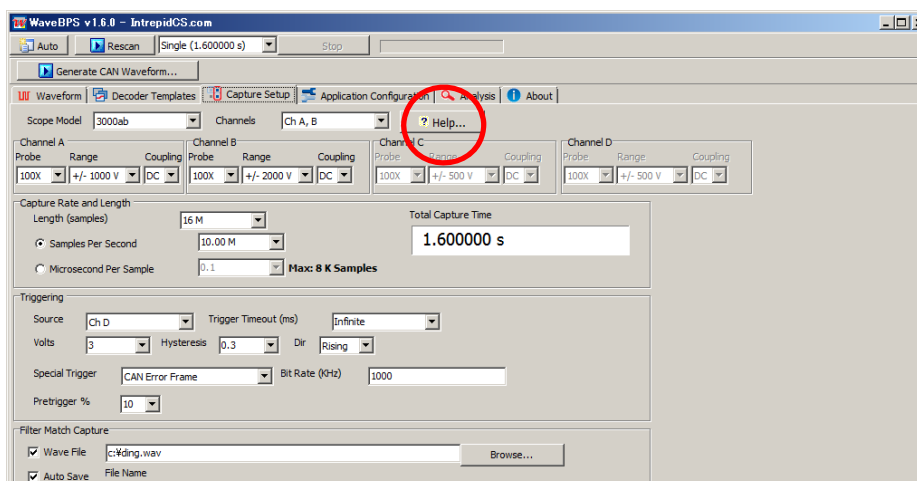 WaveBPS v1.6.0 - IntrepidCS.com
Auto Rescan Single (1.600000 s) Stop
Generate CAN Waveform...
Waveform Decoder Templates Capture Setup Application Configuration Analysis About
Scope Model 3000ab Channels Ch A, B ? Help...
Channel A Channel B Channel C Channel D
Probe Range Coupling Probe Range Coupling Probe Range Coupling Probe Range Coupling
100X +/- 1000 V DC 100X +/- 2000 V DC 100X +/- 500 V DC 100X +/- 500 V DC
Capture Rate and Length
Length (samples) 16 M Total Capture Time
Samples Per Second 10.00 M 1.600000 s
Microsecond Per Sample 0.1 Max: 8 K Samples
Triggering
Source Ch D Trigger Timeout (ms) Infinite
Volts 3 Hysteresis 0.3 Dir Rising
Special Trigger CAN Error Frame Bit Rate (KHz) 1000
Pretrigger % 10
Filter Match Capture
Wave File c:¥ding.wav Browse...
Auto Save File Name